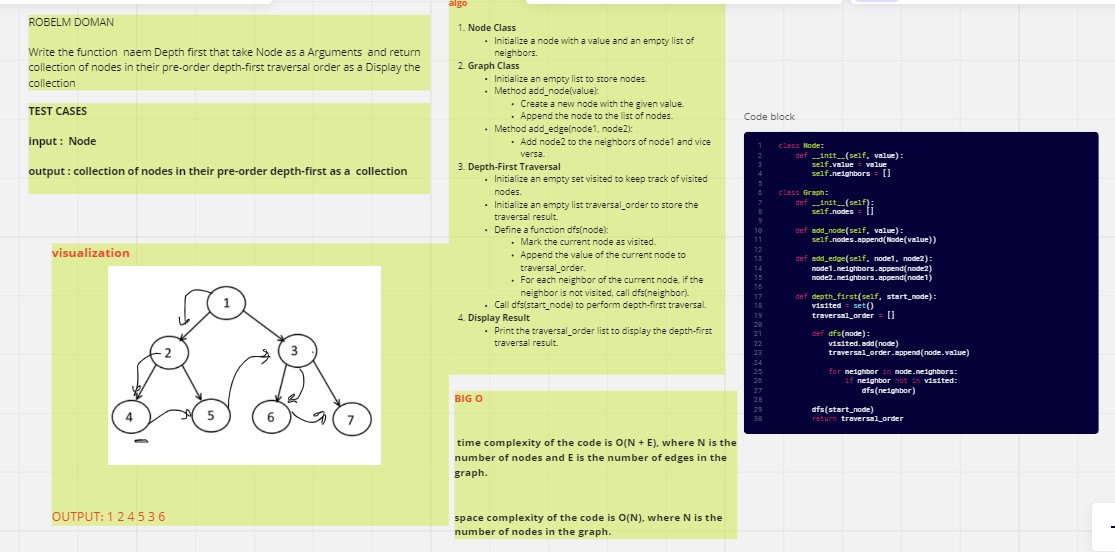 ROBELM DOMAN
Write the function naem Depth first that take Node as a Arguments and return
collection of nodes in their pre-order depth-first traversal order as a Display the
collection
TEST CASES
input : Node
output : collection of nodes in their pre-order depth-first as a collection
visualization
1
2
3
4
5
6
7
OUTPUT: 1 2 4 5 3 6
algo
1. Node Class
• Initialize a node with a value and an empty list of
neighbors.
2. Graph Class
• Initialize an empty list to store nodes.
• Method add_node(value):
• Create a new node with the given value.
• Append the node to the list of nodes.
• Method add_edge(node1, node2):
• Add node2 to the neighbors of node1 and vice
versa.
3. Depth-First Traversal
• Initialize an empty set visited to keep track of visited
nodes.
• Initialize an empty list traversal_order to store the
traversal result.
• Define a function dfs(node):
• Mark the current node as visited.
• Append the value of the current node to
traversal_order.
• For each neighbor of the current node, if the
neighbor is not visited, call dfs(neighbor).
• Call dfs(start_node) to perform depth-first traversal.
4. Display Result
• Print the traversal_order list to display the depth-first
traversal result.
BIG O
time complexity of the code is O(N + E), where N is the
number of nodes and E is the number of edges in the
graph.
space complexity of the code is O(N), where N is the
number of nodes in the graph.
Code block
1 class Node:
2 def __init__(self, value):
3 self.value = value
4 self.neighbors = []
5
6 class Graph:
7 def __init__(self):
8 self.nodes = []
9
10 def add_node(self, value):
11 self.nodes.append(Node(value))
12
13 def add_edge(self, node1, node2):
14 node1.neighbors.append(node2)
15 node2.neighbors.append(node1)
16
17 def depth_first(self, start_node):
18 visited = set()
19 traversal_order = []
20
21 def dfs(node):
22 visited.add(node)
23 traversal_order.append(node.value)
24
25 for neighbor in node.neighbors:
26 if neighbor not in visited:
27 dfs(neighbor)
28
29 dfs(start_node)
30 return traversal_order